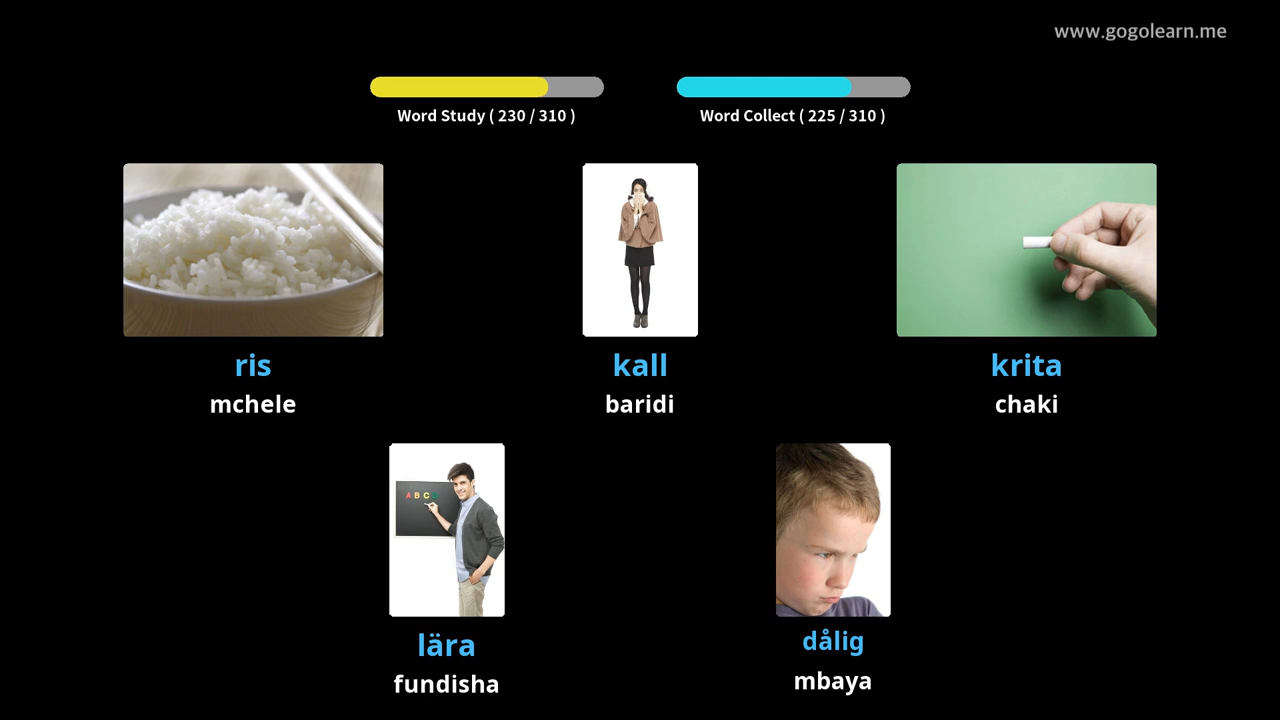 www.gogolearn.me
Word Study ( 230 / 310 )
Word Collect ( 225 / 310 )
ris
mchele
kall
baridi
krita
chaki
A B C D
lära
fundisha
dålig
mbaya